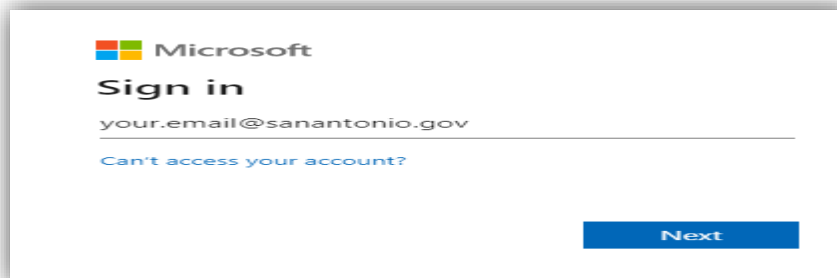 Microsoft
Sign in
your.email@sanantonio.gov
Can't access your account?
Next